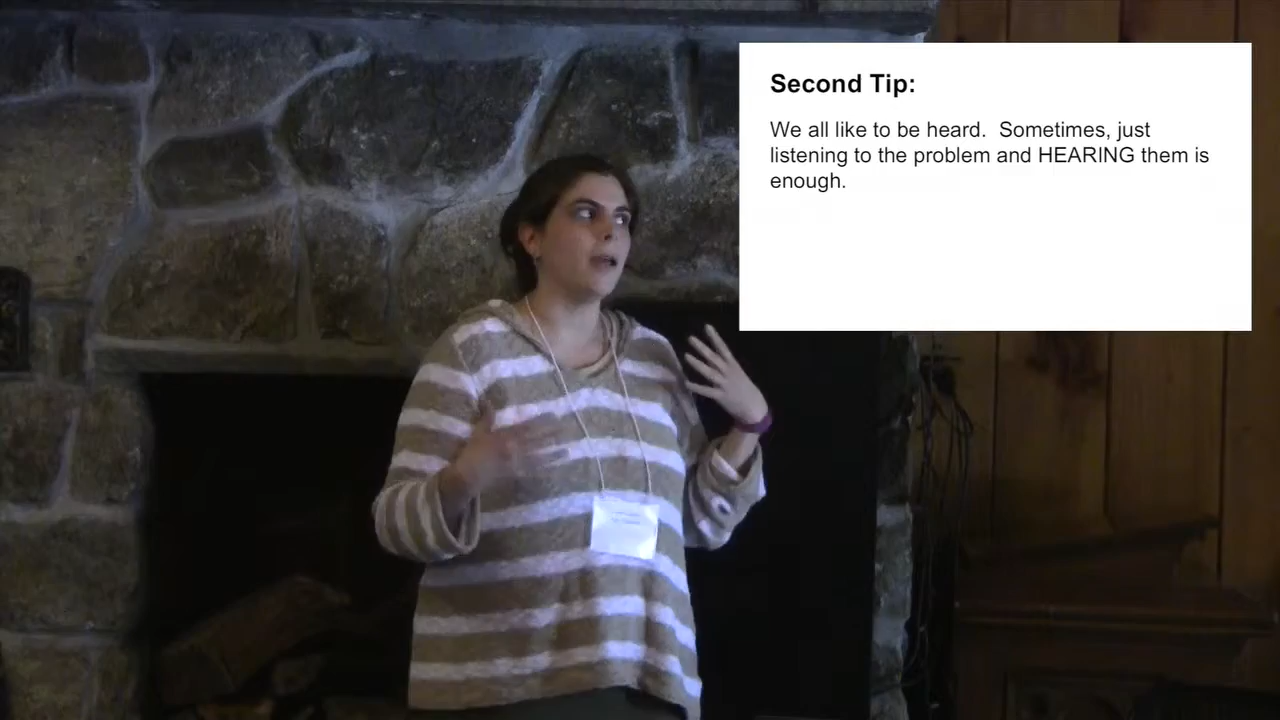 Second Tip:
We all like to be heard.  Sometimes, just
listening to the problem and HEARING them is
enough.